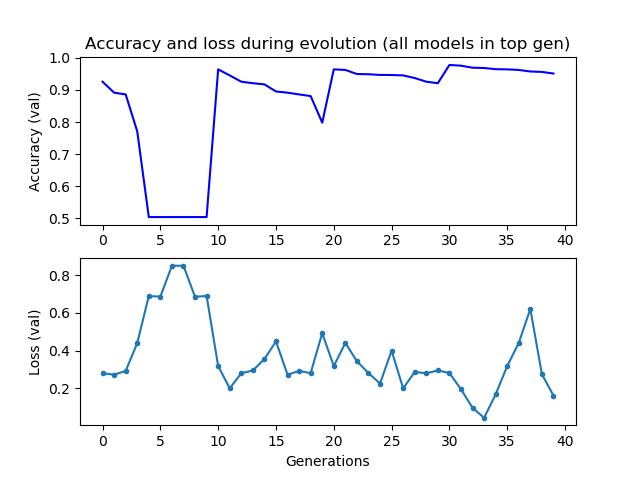 Accuracy and loss during evolution (all models in top gen)
1.0
0.9
0.8
0.7
0.6
0.5
Accuracy (val)
0 5 10 15 20 25 30 35 40
0.8
0.6
0.4
0.2
Loss (val)
0 5 10 15 20 25 30 35 40
Generations